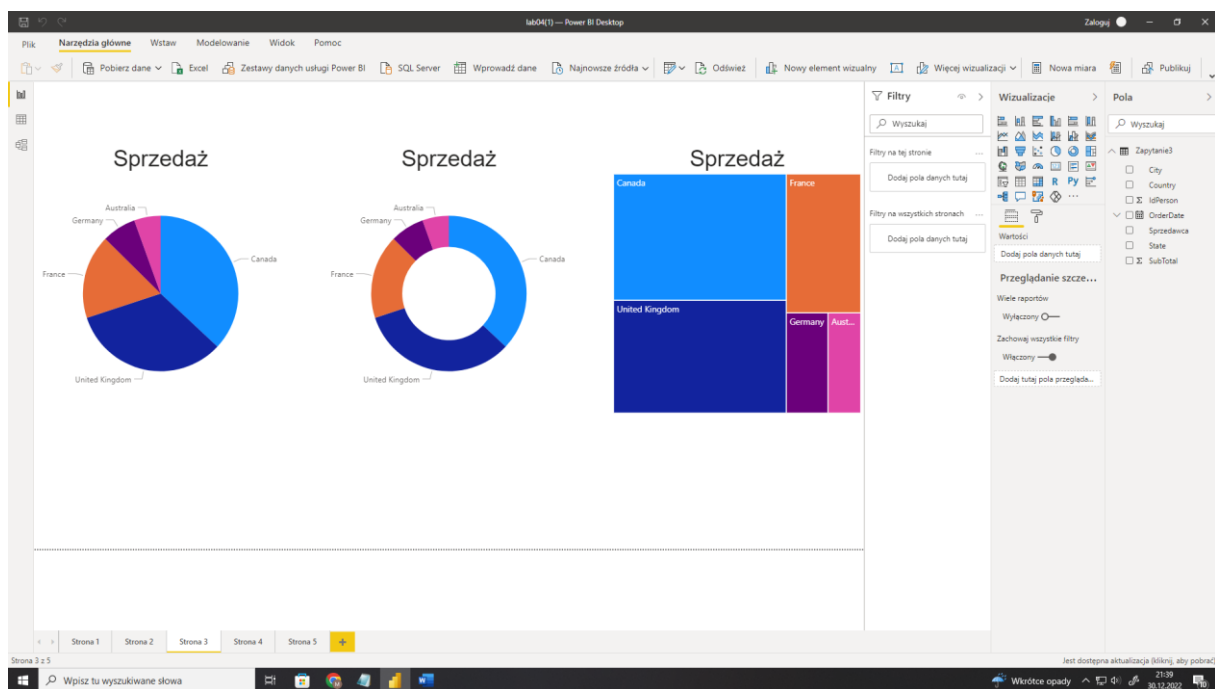 lab04(1) — Power BI Desktop
Zaloguj
Plik Narzędzia główne Wstaw Modelowanie Widok Pomoc
Pobierz dane Excel Zestawy danych usługi Power BI SQL Server Wprowadź dane Najnowsze źródła Odśwież Nowy element wizualny Więcej wizualizacji Nowa miara Publikuj
Sprzedaż
Australia
Germany
Canada
France
United Kingdom
Sprzedaż
Australia
Germany
Canada
France
United Kingdom
Sprzedaż
Canada
France
United Kingdom
Germany
Aust...
Filtry
Wyszukaj
Filtry na tej stronie ...
Dodaj pola danych tutaj
Filtry na wszystkich stronach ...
Dodaj pola danych tutaj
Wizualizacje
R Py
...
Wartości
Dodaj pola danych tutaj
Przeglądanie szcze...
Wiele raportów
Wyłączony
Zachowaj wszystkie filtry
Włączony
Dodaj tutaj pola przegląda...
Pola
Wyszukaj
Zapytanie3
City
Country
Σ IdPerson
OrderDate
Sprzedawca
State
Σ SubTotal
Strona 1 Strona 2 Strona 3 Strona 4 Strona 5 +
Strona 3 z 5
Jest dostępna aktualizacja (kliknij, aby pobrać)
Wpisz tu wyszukiwane słowa
Wkrótce opady
21:39
30.12.2022